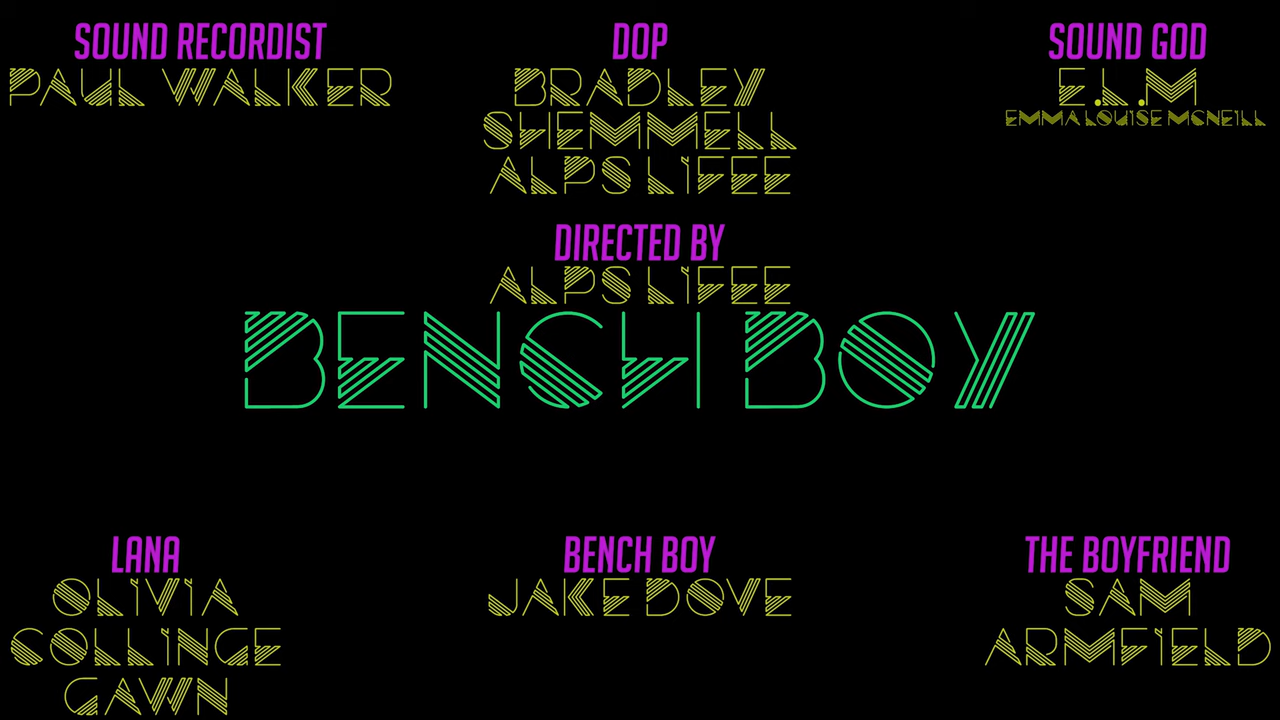 SOUND RECORDIST
PAUL WALKER
DOP
BRADLEY
SHEMMELL
ALPS LIFEE
SOUND GOD
E.L.M
EMMA LOUISE MCNEILL
DIRECTED BY
ALPS LIFEE
BENCH BOY
LANA
OLIVIA
COLLINGE
GAWN
BENCH BOY
JAKE DOVE
THE BOYFRIEND
SAM
ARMFIELD